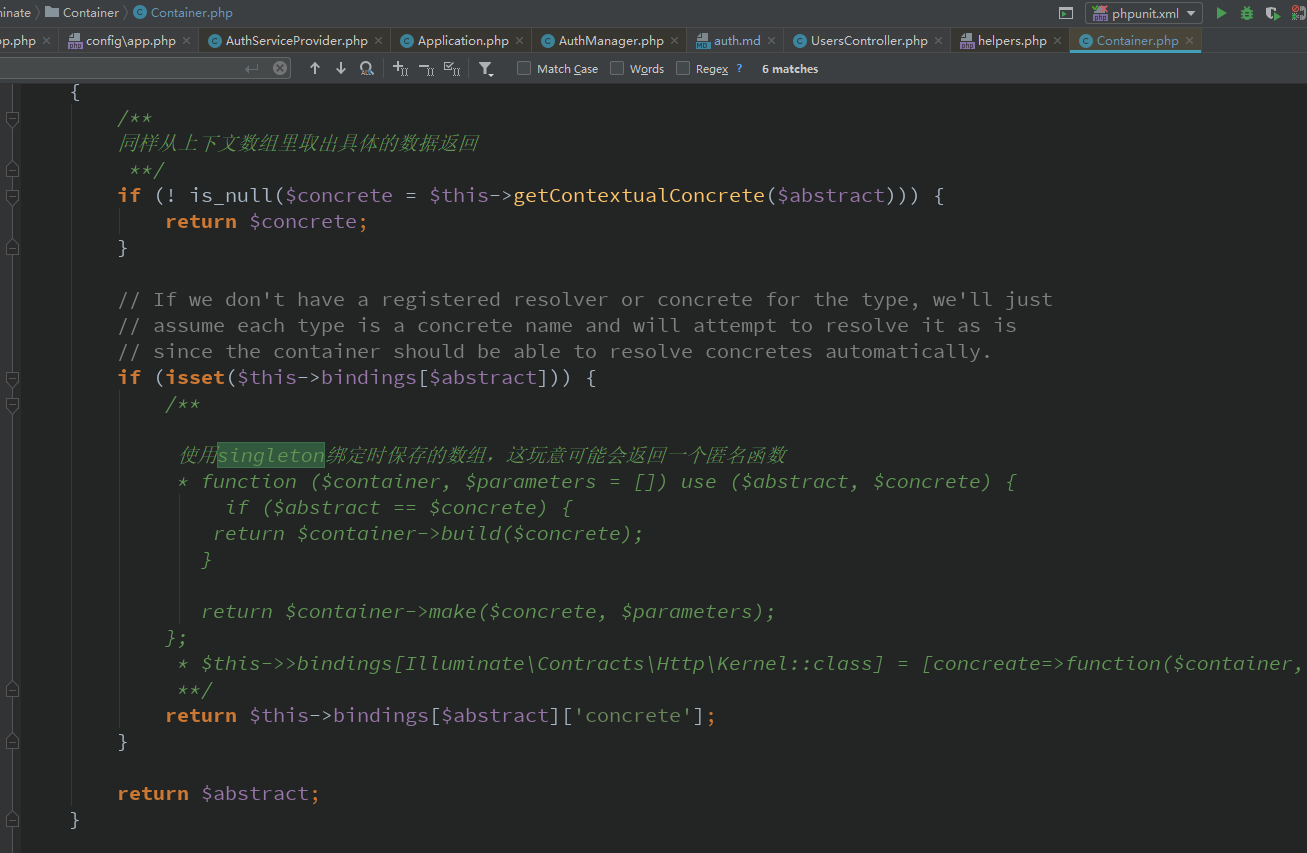 minate Container Container.php phpunit.xml
pp.php config\app.php AuthServiceProvider.php Application.php AuthManager.php auth.md UsersController.php helpers.php Container.php
Match Case Words Regex ? 6 matches
{
/**
同样从上下文数组里取出具体的数据返回
**/
if (! is_null($concrete = $this->getContextualConcrete($abstract))) {
return $concrete;
}
// If we don't have a registered resolver or concrete for the type, we'll just
// assume each type is a concrete name and will attempt to resolve it as is
// since the container should be able to resolve concretes automatically.
if (isset($this->bindings[$abstract])) {
/**
使用singleton绑定时保存的数组，这玩意可能会返回一个匿名函数
* function ($container, $parameters = []) use ($abstract, $concrete) {
if ($abstract == $concrete) {
return $container->build($concrete);
}
return $container->make($concrete, $parameters);
};
* $this->>bindings[Illuminate\Contracts\Http\Kernel::class] = [concreate=>function($container,
**/
return $this->bindings[$abstract]['concrete'];
}
return $abstract;
}